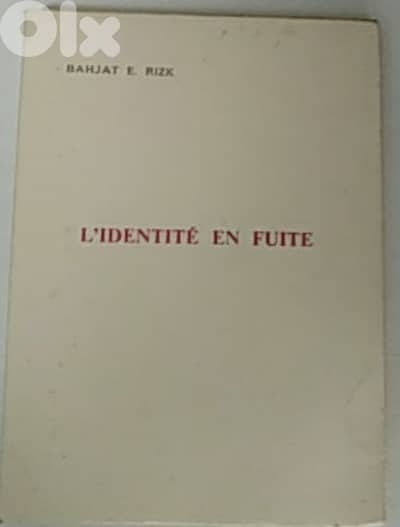 OLX
BAHJAT E. RIZK
L'IDENTITÉ EN FUITE